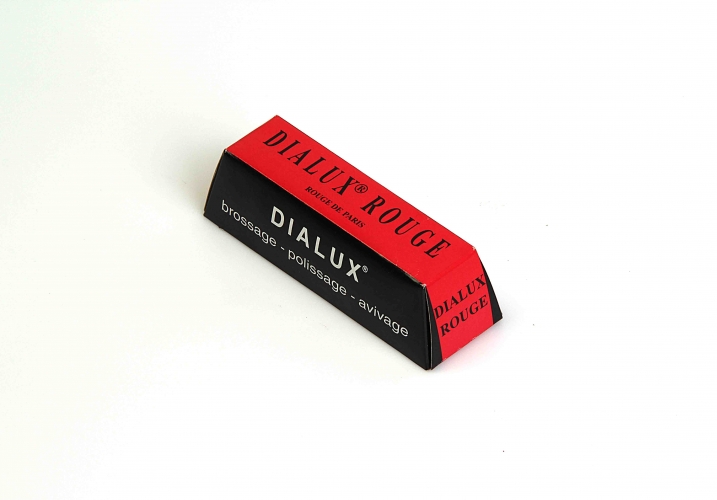 DIALUX® ROUGE
ROUGE DE PARIS
DIALUX®
brossage - polissage - avivage
DIALUX
ROUGE